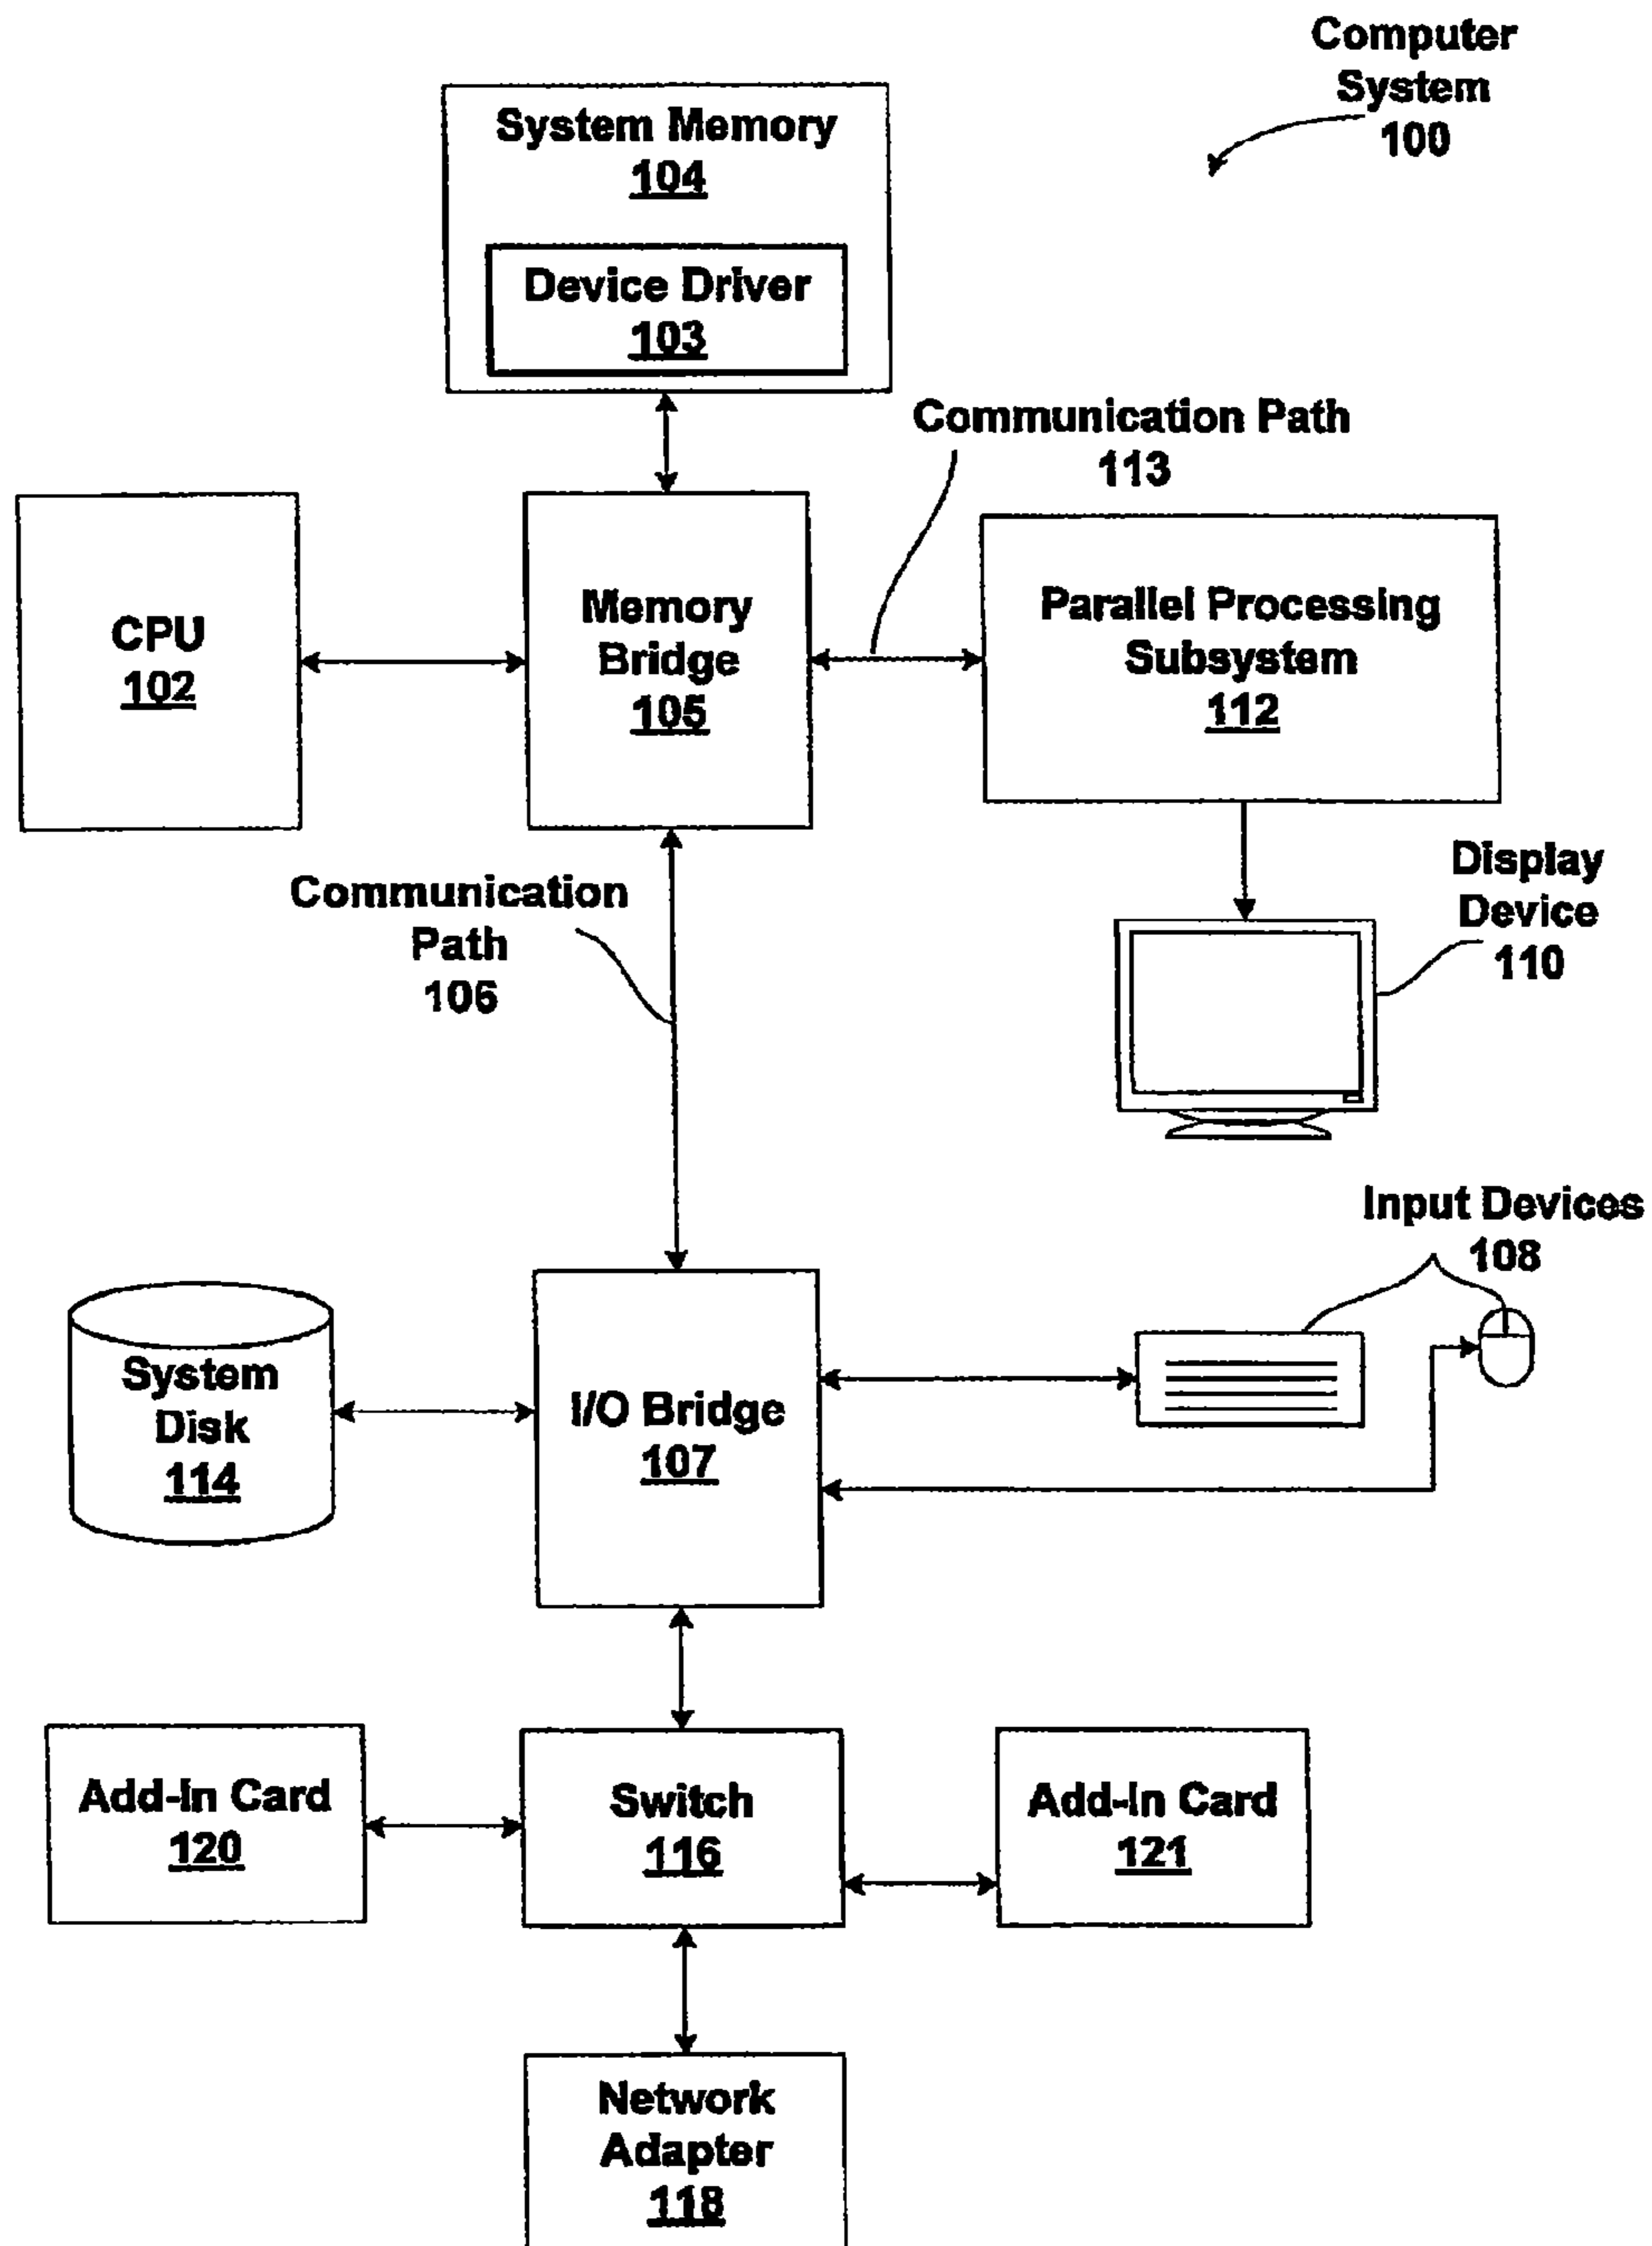 Computer
System
100
System Memory
104
Device Driver
103
Communication Path
113
CPU
102
Memory
Bridge
105
Parallel Processing
Subsystem
112
Communication
Path
106
Display
Device
110
Input Devices
108
System
Disk
114
I/O Bridge
107
Add-In Card
120
Switch
116
Add-In Card
121
Network
Adapter
118